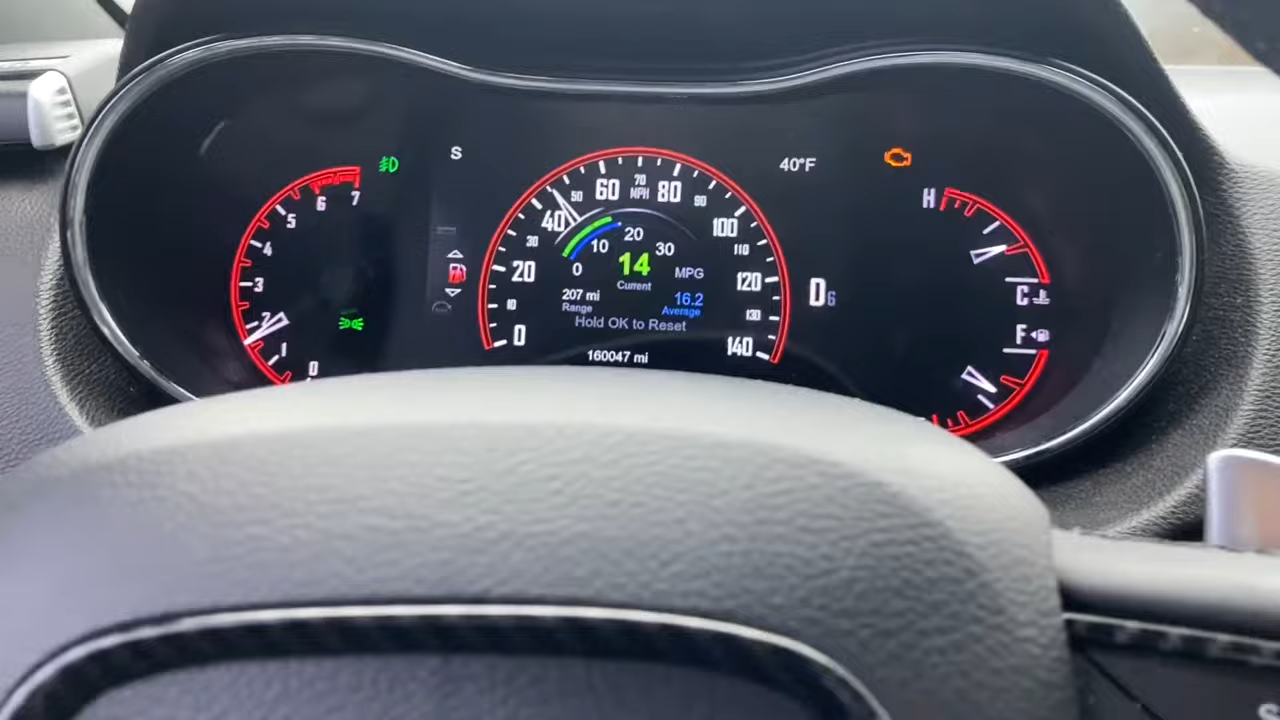 S
40°F
7
6
5
4
3
2
1
0
0
10
20
30
40
50
60
70
MPH
80
90
100
110
120
130
140
0
10
20
30
14
MPG
Current
207 mi
Range
16.2
Average
Hold OK to Reset
160047 mi
D6
H
C
F
S